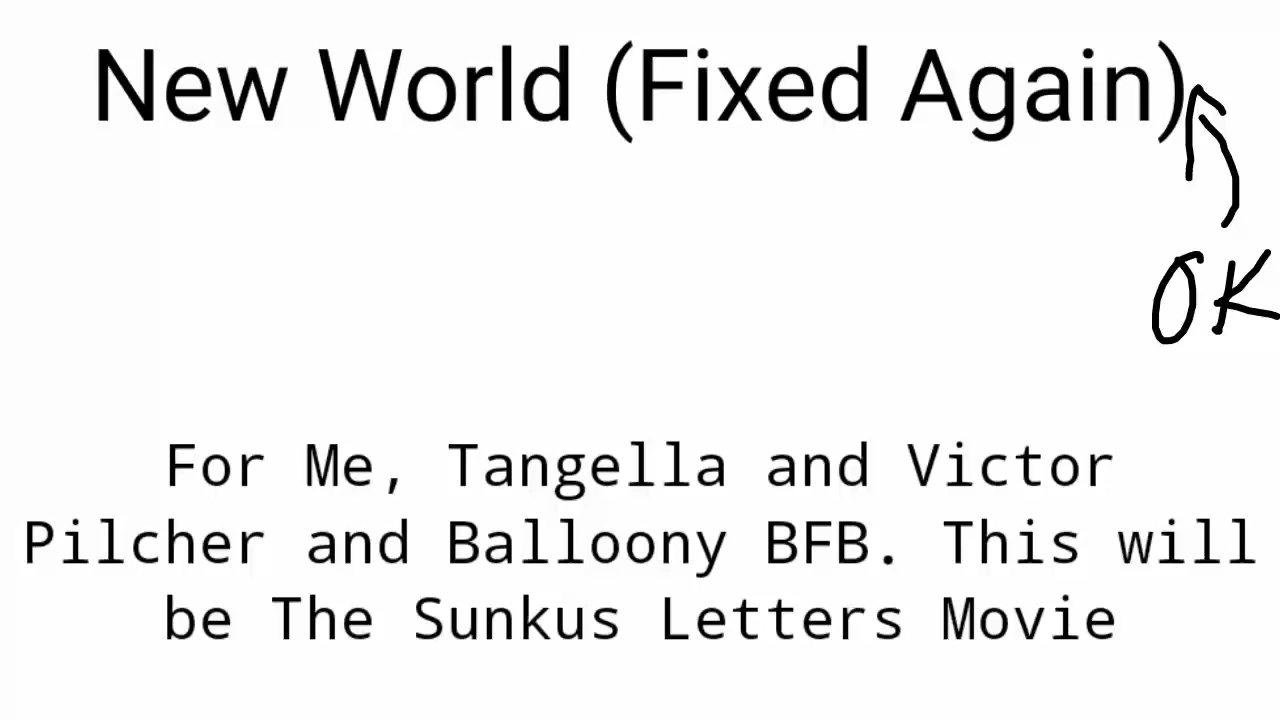 New World (Fixed Again)
OK
For Me, Tangella and Victor
Pilcher and Balloony BFB. This will
be The Sunkus Letters Movie